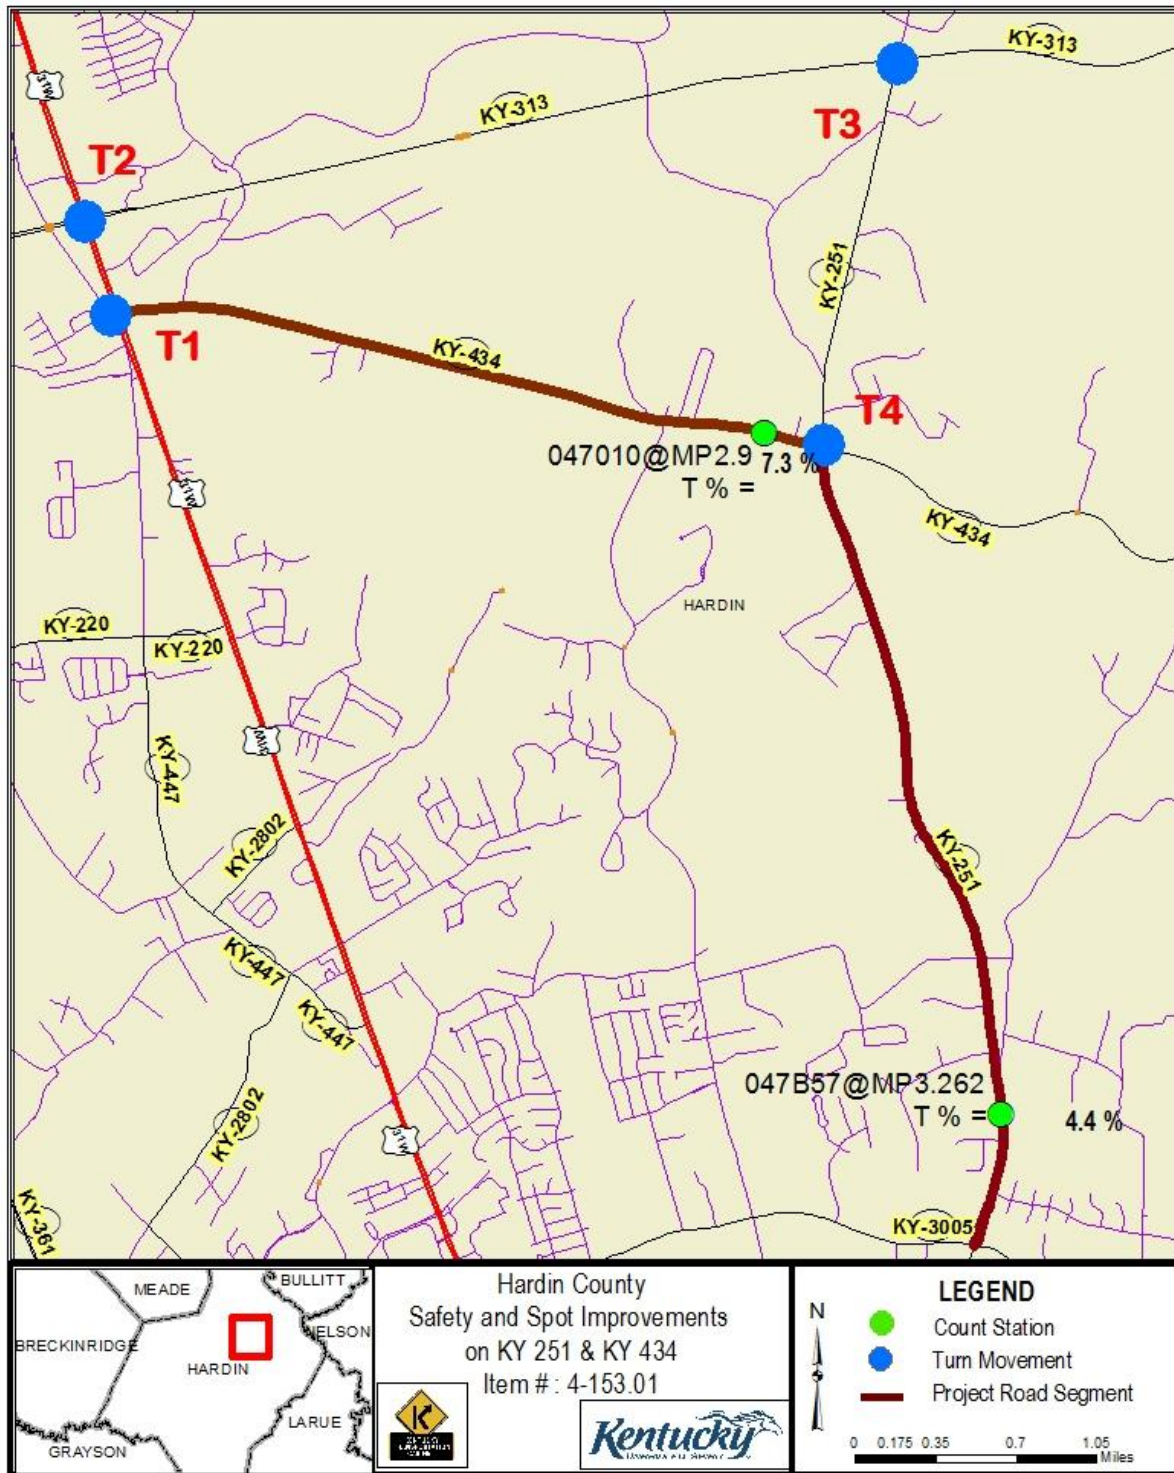 KY-313
31W
KY-313
T3
T2
KY-251
T1
KY-434
T4
047010@MP2.9 7.3 %
T % =
31W
KY-434
HARDIN
KY-220
KY-220
31W
KY-447
KY-2802
KY-251
KY-447
KY-447
047B57@MP3.262
T % = 4.4 %
KY-2802
31W
KY-361
KY-3005
MEADE
BULLITT
BRECKINRIDGE
NELSON
HARDIN
LARUE
GRAYSON
Hardin County
Safety and Spot Improvements
on KY 251 & KY 434
Item # : 4-153.01
KENTUCKY
Kentucky
LEGEND
N
Count Station
Turn Movement
Project Road Segment
0 0.175 0.35 0.7 1.05
Miles